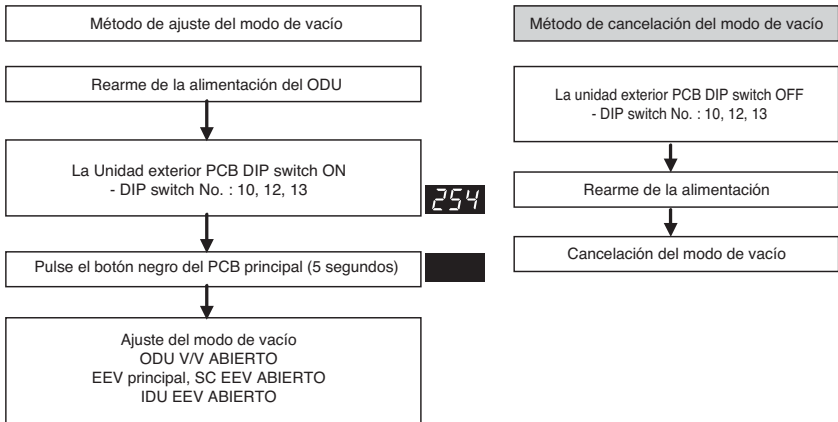 Método de ajuste del modo de vacío
Rearme de la alimentación del ODU
La Unidad exterior PCB DIP switch ON
- DIP switch No. : 10, 12, 13
254
Pulse el botón negro del PCB principal (5 segundos)
Ajuste del modo de vacío
ODU V/V ABIERTO
EEV principal, SC EEV ABIERTO
IDU EEV ABIERTO
Método de cancelación del modo de vacío
La unidad exterior PCB DIP switch OFF
- DIP switch No. : 10, 12, 13
Rearme de la alimentación
Cancelación del modo de vacío